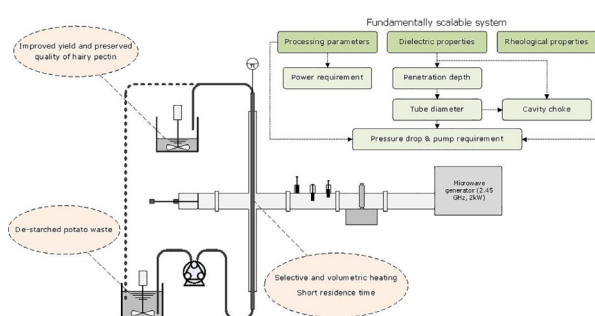 Fundamentally scalable system
Processing parameters
Dielectric properties
Rheological properties
Power requirement
Penetration depth
Tube diameter
Cavity choke
Pressure drop & pump requirement
Improved yield and preserved
quality of hairy pectin
Microwave
generator (2.45
GHz, 2kW)
De-starched potato waste
Selective and volumetric heating
Short residence time